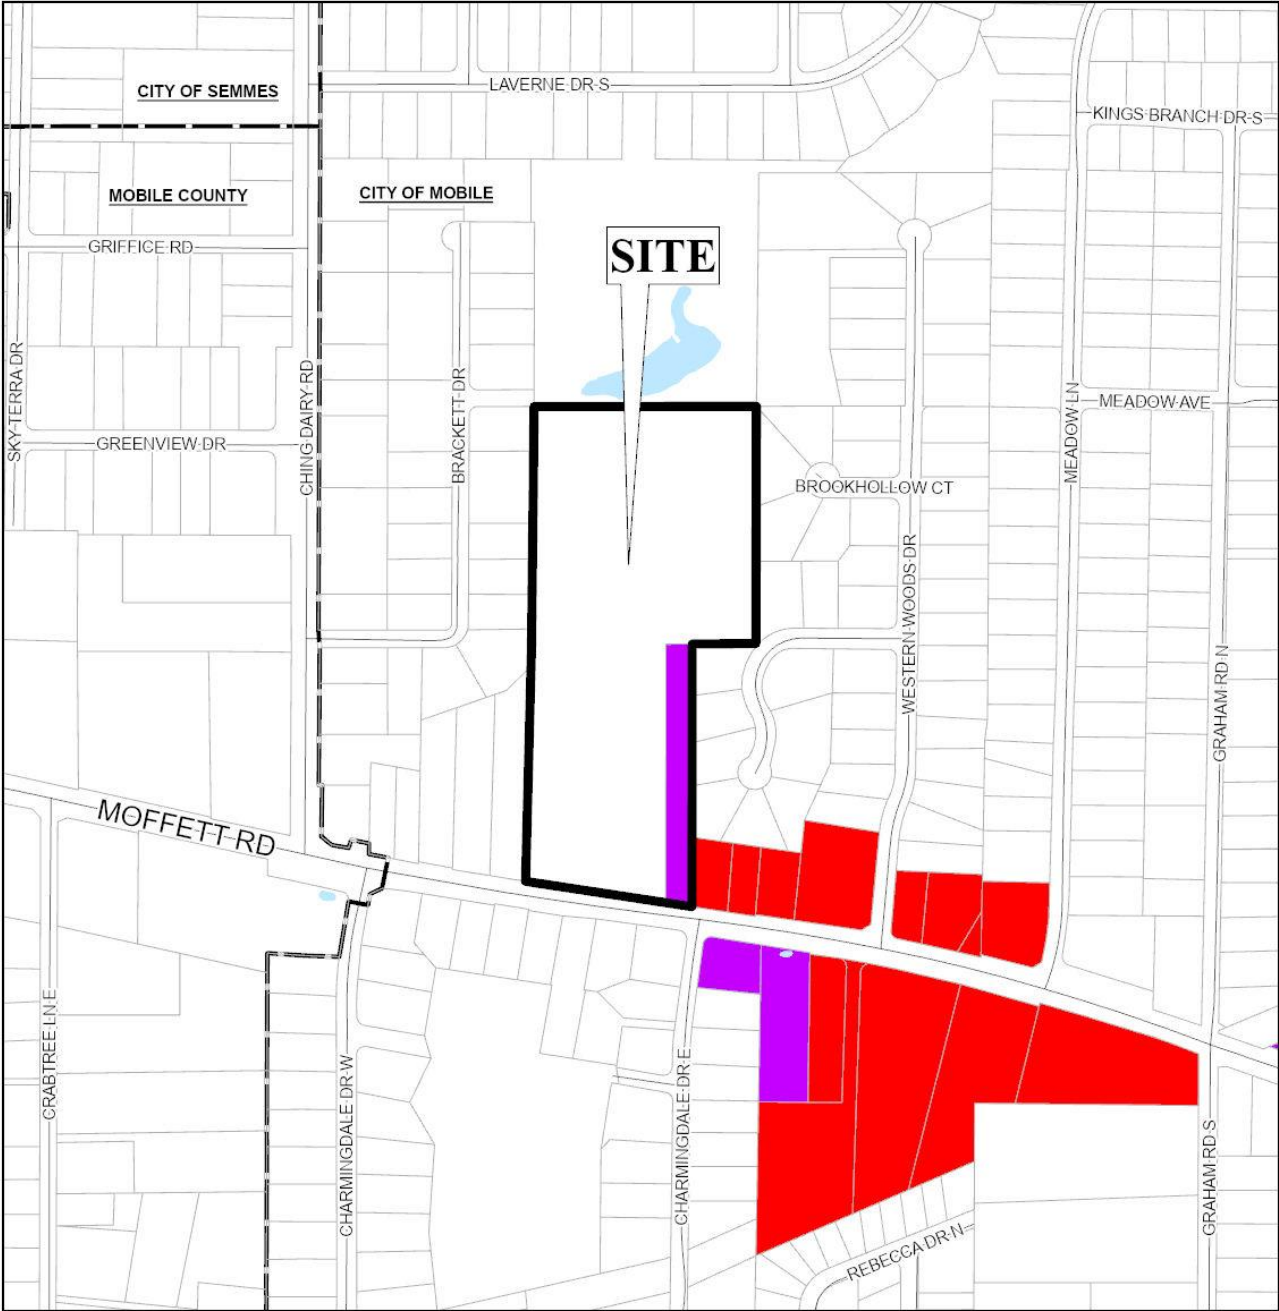 LAVERNE DR S
CITY OF SEMMES
KINGS BRANCH DR S
MOBILE COUNTY
CITY OF MOBILE
GRIFFICE RD
SITE
SKY TERRA DR
CHING DAIRY RD
BRACKETT DR
MEADOW LN
MEADOW AVE
GREENVIEW DR
BROOKHOLLOW CT
WESTERN WOODS DR
GRAHAM RD N
MOFFETT RD
CRABTREE LN E
CHARMINGDALE DR W
CHARMINGDALE DR E
GRAHAM RD S
REBECCA DR N